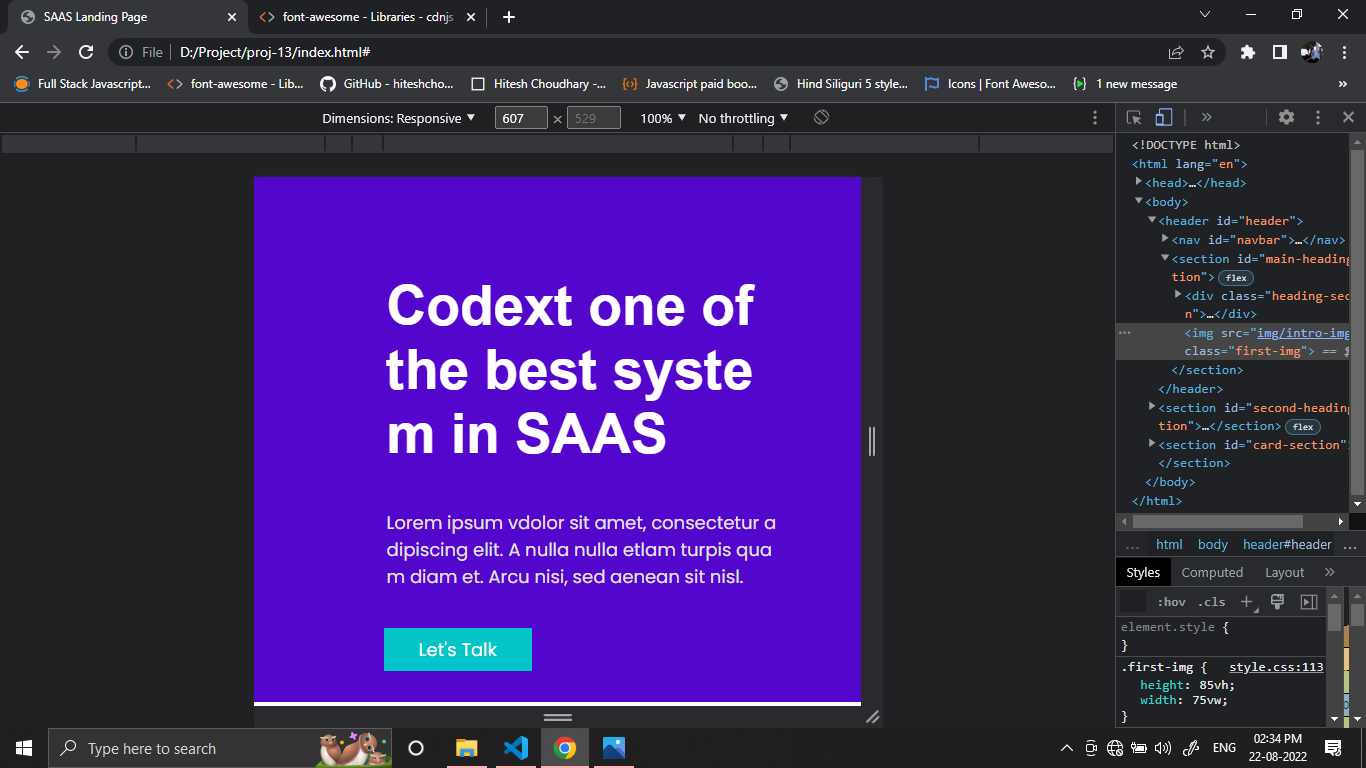 SAAS Landing Page
font-awesome - Libraries - cdnjs
File
D:/Project/proj-13/index.html#
Full Stack Javascript...
font-awesome - Lib...
GitHub - hiteshcho...
Hitesh Choudhary -...
Javascript paid boo...
Hind Siliguri 5 style...
Icons | Font Aweso...
1 new message
»
Dimensions: Responsive
607
×
529
100%
No throttling
Codext one of
the best syste
m in SAAS
Lorem ipsum vdolor sit amet, consectetur a
dipiscing elit. A nulla nulla etlam turpis qua
m diam et. Arcu nisi, sed aenean sit nisl.
Let's Talk
<!DOCTYPE html>
<html lang="en">
<head>…</head>
<body>
<header id="header">
<nav id="navbar">…</nav>
<section id="main-heading
tion"> flex
<div class="heading-sec
n">…</div>
<img src="img/intro-img
class="first-img"> == $
</section>
</header>
<section id="second-heading
tion">…</section> flex
<section id="card-section"
</section>
</body>
</html>
... html body header#header ...
Styles Computed Layout »
:hov .cls
element.style {
}
.first-img { style.css:113
height: 85vh;
width: 75vw;
}
Type here to search
ENG
02:34 PM
22-08-2022